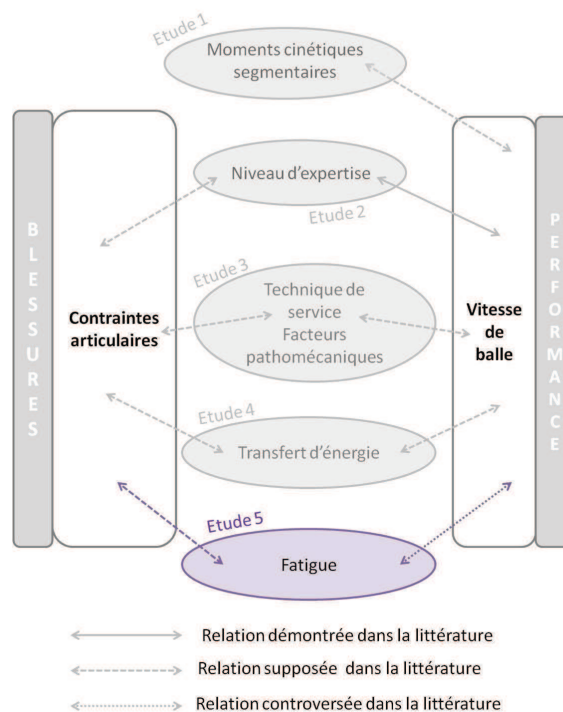 Etude 1
Moments cinétiques
segmentaires
Niveau d'expertise
Etude 2
BLESSURES
Contraintes
articulaires
Etude 3
Technique de
service
Facteurs
pathomécaniques
Vitesse
de
balle
PERFORMANCE
Etude 4
Transfert d'énergie
Etude 5
Fatigue
Relation démontrée dans la littérature
Relation supposée dans la littérature
Relation controversée dans la littérature